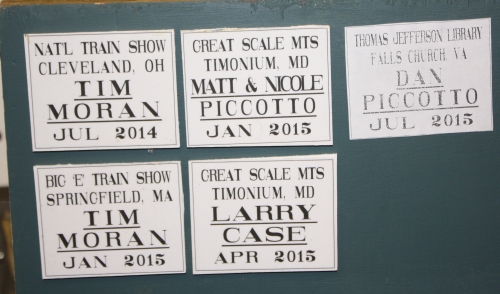 NAT'L TRAIN SHOW
CLEVELAND, OH
TIM
MORAN
JUL 2014
GREAT SCALE MTS
TIMONIUM, MD
MATT & NICOLE
PICCOTTO
JAN 2015
THOMAS JEFFERSON LIBRARY
FALLS CHURCH, VA
DAN
PICCOTTO
JUL 2015
BIG 'E' TRAIN SHOW
SPRINGFIELD, MA
TIM
MORAN
JAN 2015
GREAT SCALE MTS
TIMONIUM, MD
LARRY
CASE
APR 2015